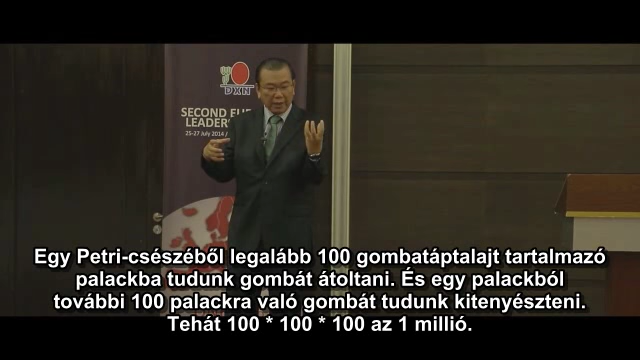 DXN
SECOND EU
LEADERS
25-27 July 2014 /
Egy Petri-csészéből legalább 100 gombatáptalajt tartalmazó
palackba tudunk gombát átoltani. És egy palackból
további 100 palackra való gombát tudunk kitenyészteni.
Tehát 100 * 100 * 100 az 1 millió.